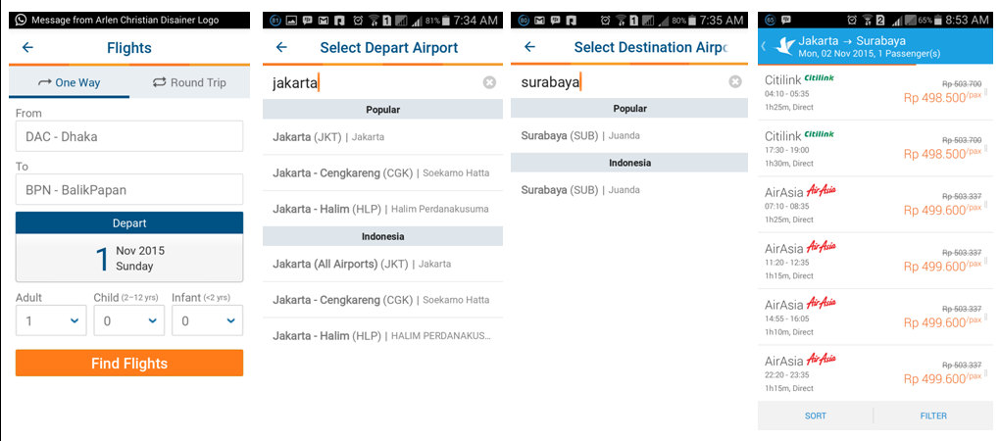 Message from Arlen Christian Disainer Logo
Flights
One Way
Round Trip
From
DAC - Dhaka
To
BPN - BalikPapan
Depart
1
Nov 2015
Sunday
Adult
Child (2-12 yrs)
Infant (<2 yrs)
1
0
0
Find Flights
81 1 81% 7:34 AM
Select Depart Airport
jakarta
Popular
Jakarta (JKT) | Jakarta
Jakarta - Cengkareng (CGK) | Soekarno Hatta
Jakarta - Halim (HLP) | Halim Perdanakusuma
Indonesia
Jakarta (All Airports) (JKT) | Jakarta
Jakarta - Cengkareng (CGK) | Soekarno Hatta
Jakarta - Halim (HLP) | HALIM PERDANAKUS...
80 1 80% 7:35 AM
Select Destination Airpo
surabaya
Popular
Surabaya (SUB) | Juanda
Indonesia
Surabaya (SUB) | Juanda
65 2 65% 8:53 AM
Jakarta → Surabaya
Mon, 02 Nov 2015, 1 Passenger(s)
Citilink Citilink Rp 503.700
04:10 - 05:35 Rp 498.500/pax
1h25m, Direct
Citilink Citilink Rp 503.700
17:30 - 19:00 Rp 498.500/pax
1h30m, Direct
AirAsia AirAsia Rp 503.337
07:10 - 08:35 Rp 499.600/pax
1h25m, Direct
AirAsia AirAsia Rp 503.337
11:20 - 12:35 Rp 499.600/pax
1h15m, Direct
AirAsia AirAsia Rp 503.337
14:55 - 16:05 Rp 499.600/pax
1h10m, Direct
AirAsia AirAsia Rp 503.337
22:20 - 23:35 Rp 499.600/pax
1h15m, Direct
SORT
FILTER